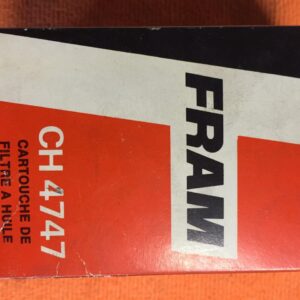 FRAM
CH 4747
CARTOUCHE DE
FILTRE A HUILE